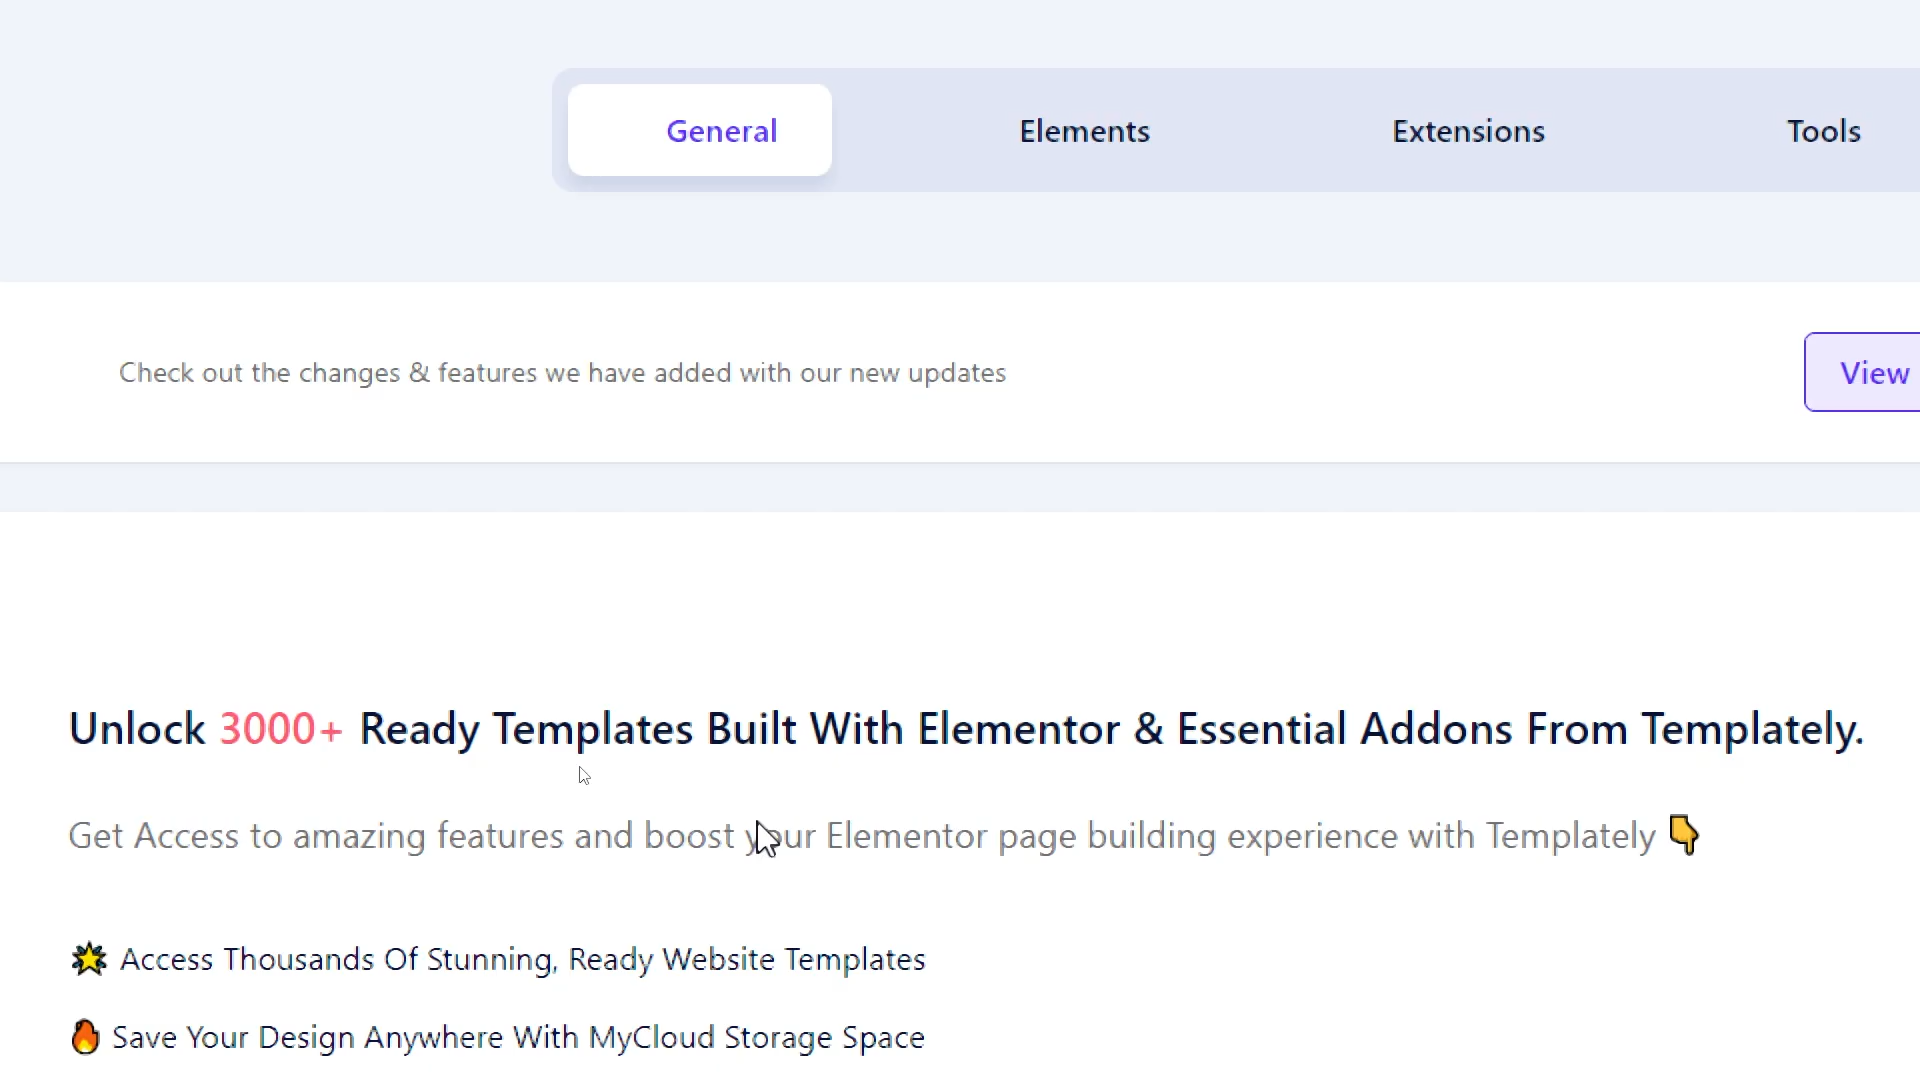 General Elements Extensions Tools
Check out the changes & features we have added with our new updates View
Unlock 3000+ Ready Templates Built With Elementor & Essential Addons From Templately.
Get Access to amazing features and boost your Elementor page building experience with Templately 👇
🌟 Access Thousands Of Stunning, Ready Website Templates
🔥 Save Your Design Anywhere With MyCloud Storage Space